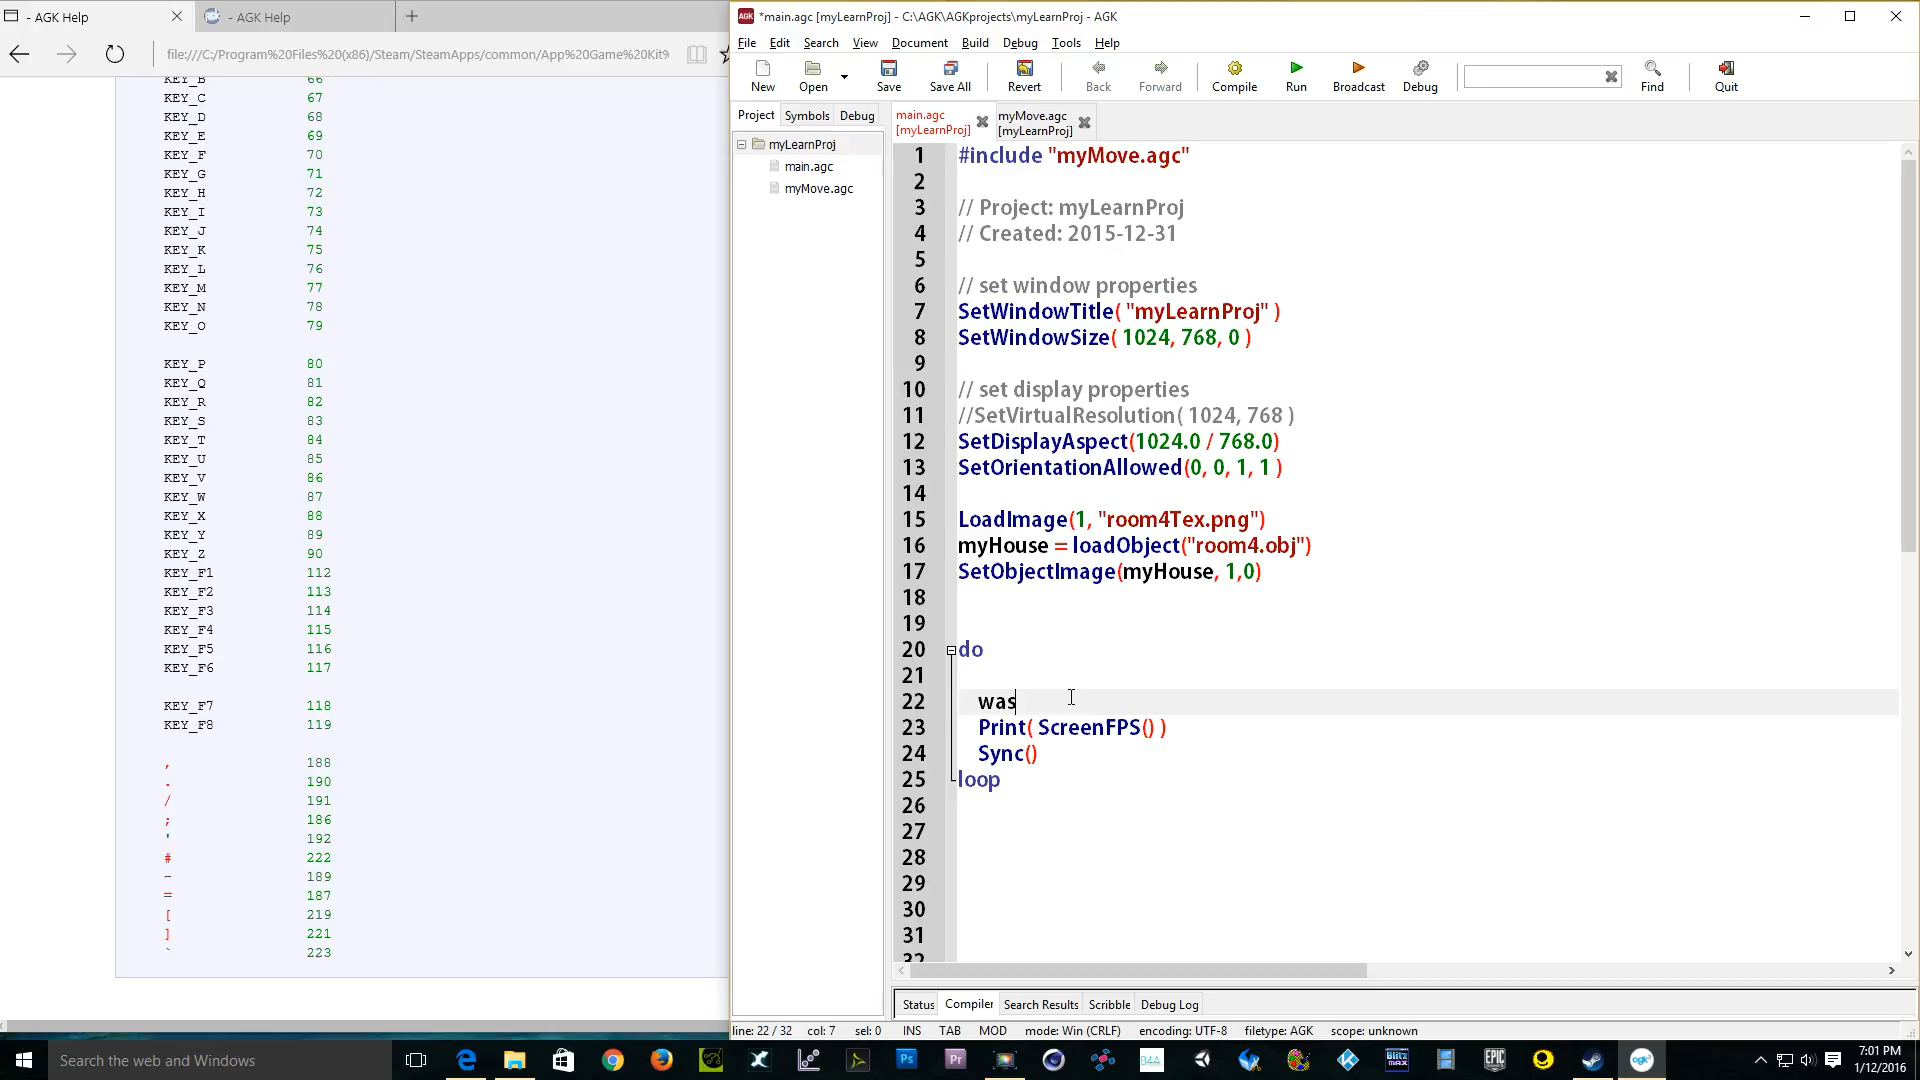 - AGK Help
- AGK Help
file:///C:/Program%20Files%20(x86)/Steam/SteamApps/common/App%20Game%20Kit%
KEY_B 66
KEY_C 67
KEY_D 68
KEY_E 69
KEY_F 70
KEY_G 71
KEY_H 72
KEY_I 73
KEY_J 74
KEY_K 75
KEY_L 76
KEY_M 77
KEY_N 78
KEY_O 79
KEY_P 80
KEY_Q 81
KEY_R 82
KEY_S 83
KEY_T 84
KEY_U 85
KEY_V 86
KEY_W 87
KEY_X 88
KEY_Y 89
KEY_Z 90
KEY_F1 112
KEY_F2 113
KEY_F3 114
KEY_F4 115
KEY_F5 116
KEY_F6 117
KEY_F7 118
KEY_F8 119
, 188
. 190
/ 191
; 186
' 192
# 222
- 189
= 187
[ 219
] 221
` 223
AGK *main.agc [myLearnProj] - C:\AGK\AGKprojects\myLearnProj - AGK
File Edit Search View Document Build Debug Tools Help
New Open Save Save All Revert Back Forward Compile Run Broadcast Debug Find Quit
Project Symbols Debug
myLearnProj
main.agc
myMove.agc
main.agc [myLearnProj]
myMove.agc [myLearnProj]
1 #include "myMove.agc"
2
3 // Project: myLearnProj
4 // Created: 2015-12-31
5
6 // set window properties
7 SetWindowTitle( "myLearnProj" )
8 SetWindowSize( 1024, 768, 0 )
9
10 // set display properties
11 //SetVirtualResolution( 1024, 768 )
12 SetDisplayAspect(1024.0 / 768.0)
13 SetOrientationAllowed(0, 0, 1, 1 )
14
15 LoadImage(1, "room4Tex.png")
16 myHouse = loadObject("room4.obj")
17 SetObjectImage(myHouse, 1,0)
18
19
20 do
21
22 was
23 Print( ScreenFPS() )
24 Sync()
25 loop
26
27
28
29
30
31
32
Status Compiler Search Results Scribble Debug Log
line: 22 / 32 col: 7 sel: 0 INS TAB MOD mode: Win (CRLF) encoding: UTF-8 filetype: AGK scope: unknown
Search the web and Windows
Ps
Pr
B4A
Blitz MAX
EPIC GAMES
agk
7:01 PM
1/12/2016